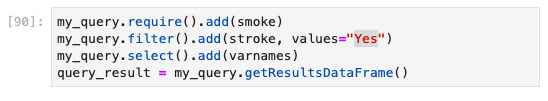 [90]: my_query.require().add(smoke)
my_query.filter().add(stroke, values="Yes")
my_query.select().add(varnames)
query_result = my_query.getResultsDataFrame()